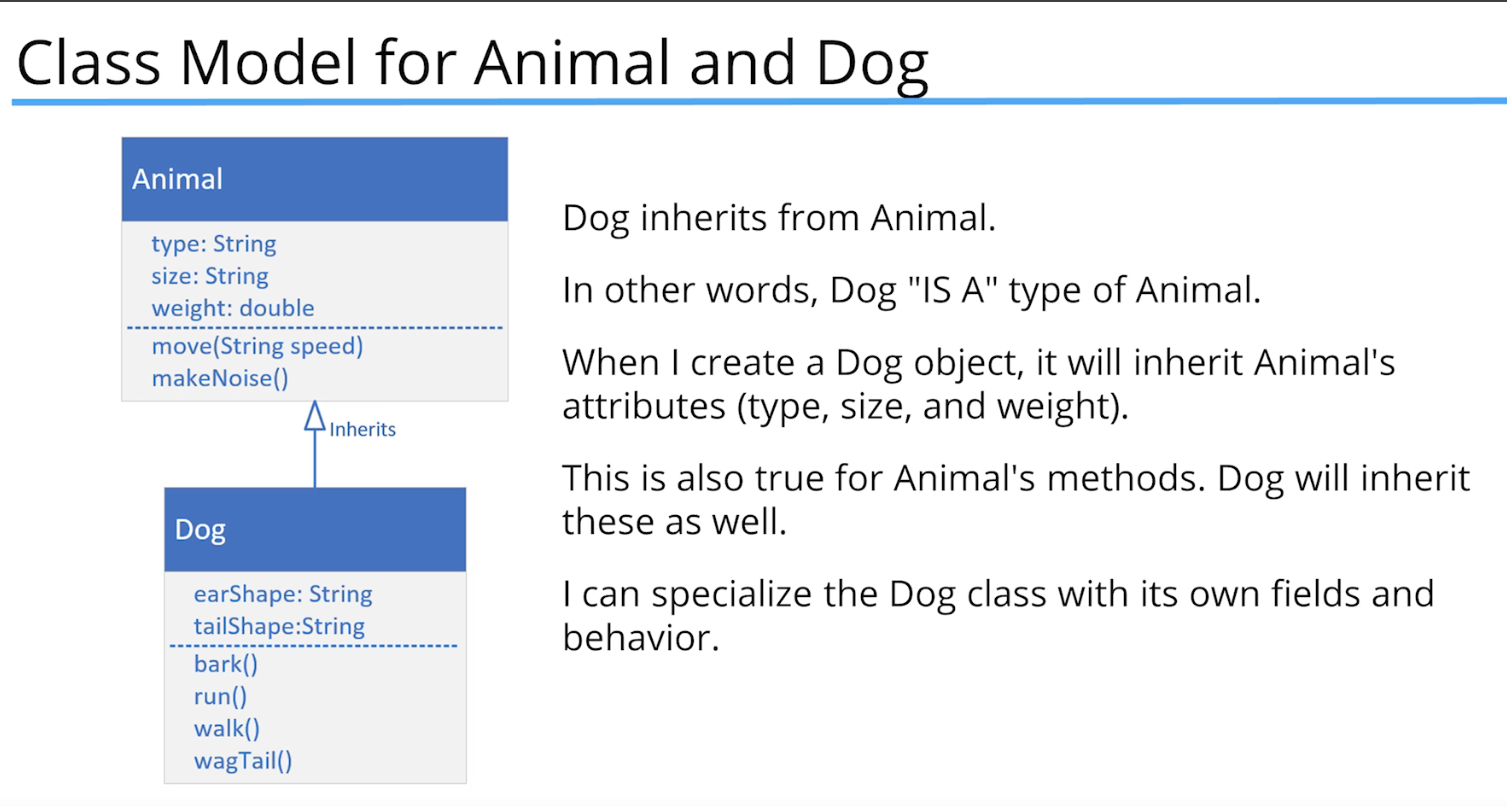 Class Model for Animal and Dog
Animal
type: String
size: String
weight: double
move(String speed)
makeNoise()
Inherits
Dog
earShape: String
tailShape:String
bark()
run()
walk()
wagTail()
Dog inherits from Animal.
In other words, Dog "IS A" type of Animal.
When I create a Dog object, it will inherit Animal's
attributes (type, size, and weight).
This is also true for Animal's methods. Dog will inherit
these as well.
I can specialize the Dog class with its own fields and
behavior.